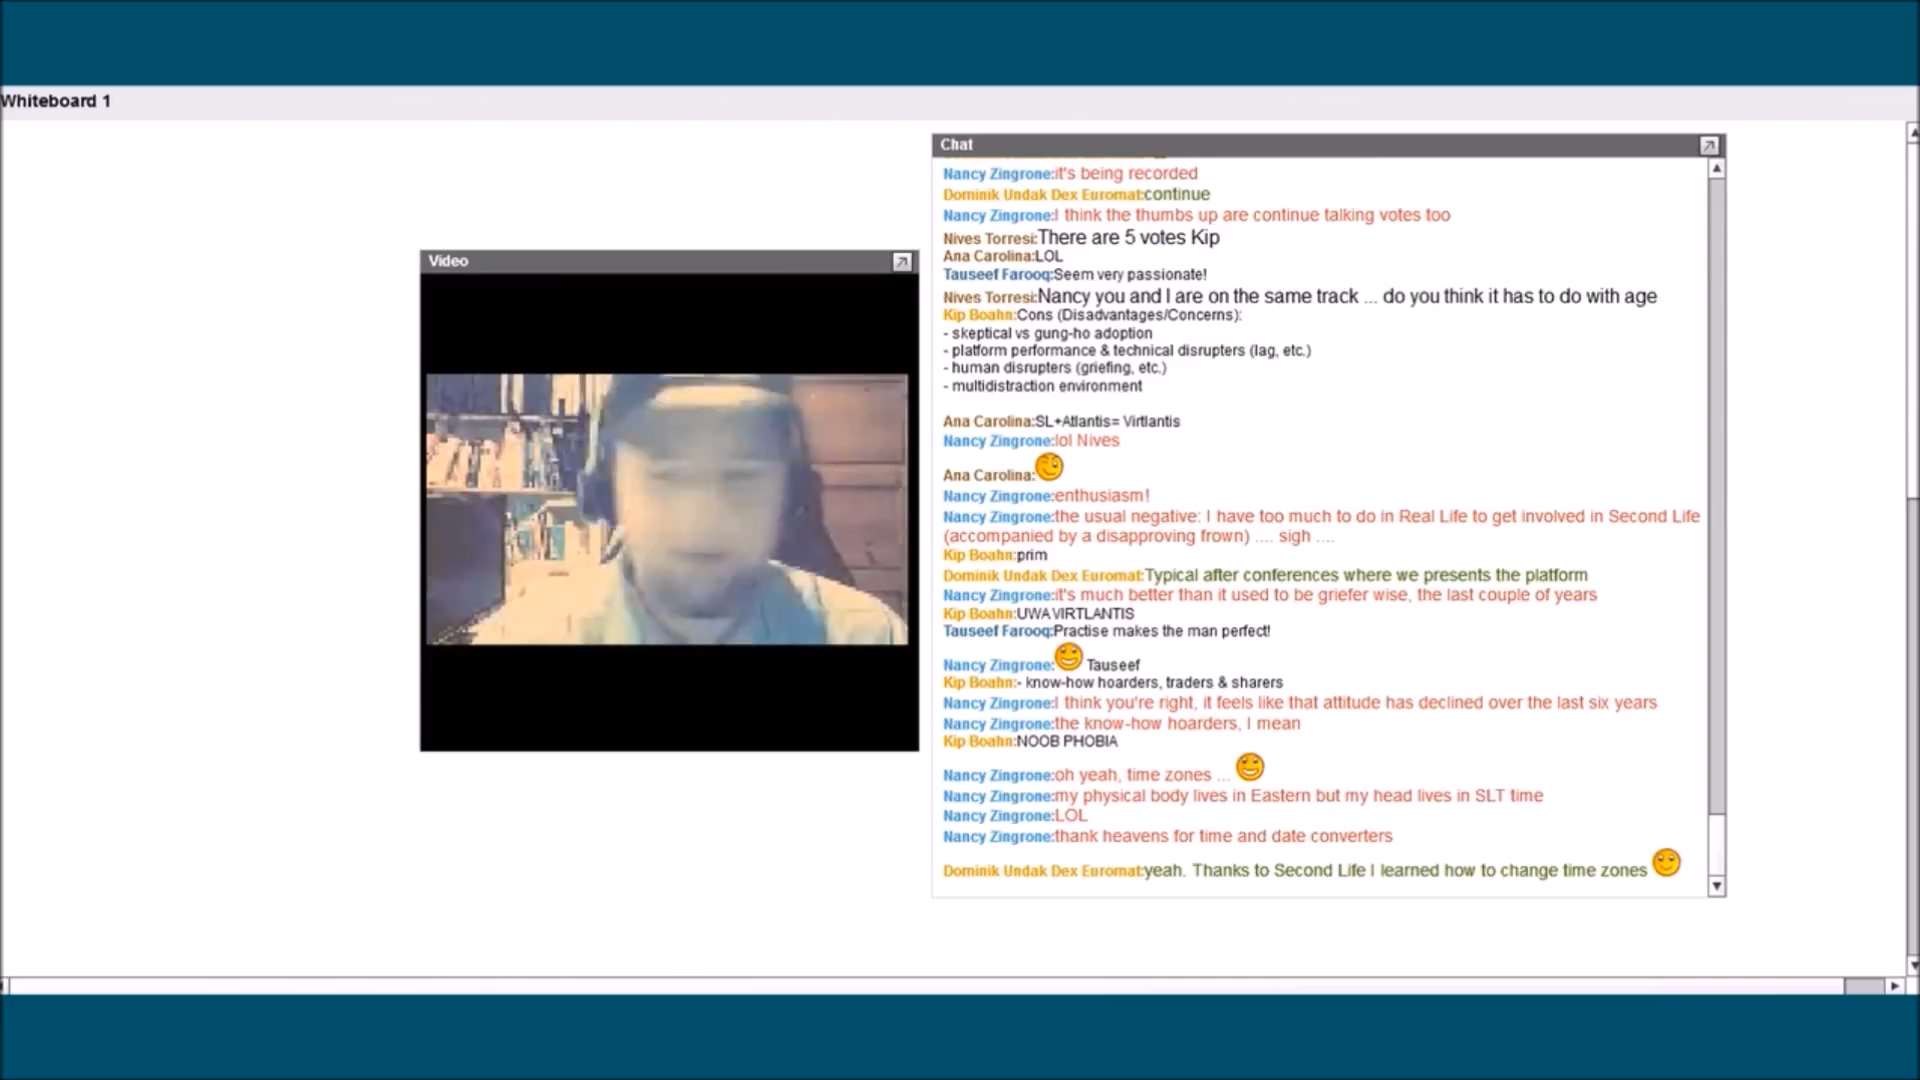 Whiteboard 1
Video
Chat
Nancy Zingrone:it's being recorded
Dominik Undak Dex Euromat:continue
Nancy Zingrone:I think the thumbs up are continue talking votes too
Nives Torresi:There are 5 votes Kip
Ana Carolina:LOL
Tauseef Farooq:Seem very passionate!
Nives Torresi:Nancy you and I are on the same track ... do you think it has to do with age
Kip Boahn:Cons (Disadvantages/Concerns):
- skeptical vs gung-ho adoption
- platform performance & technical disrupters (lag, etc.)
- human disrupters (griefing, etc.)
- multidistraction environment
Ana Carolina:SL+Atlantis= Virtlantis
Nancy Zingrone:lol Nives
Ana Carolina:
Nancy Zingrone:enthusiasm!
Nancy Zingrone:the usual negative: I have too much to do in Real Life to get involved in Second Life
(accompanied by a disapproving frown) .... sigh ....
Kip Boahn:prim
Dominik Undak Dex Euromat:Typical after conferences where we presents the platform
Nancy Zingrone:it's much better than it used to be griefer wise, the last couple of years
Kip Boahn:UWA VIRTLANTIS
Tauseef Farooq:Practise makes the man perfect!
Nancy Zingrone: Tauseef
Kip Boahn:- know-how hoarders, traders & sharers
Nancy Zingrone:I think you're right, it feels like that attitude has declined over the last six years
Nancy Zingrone:the know-how hoarders, I mean
Kip Boahn:NOOB PHOBIA
Nancy Zingrone:oh yeah, time zones ...
Nancy Zingrone:my physical body lives in Eastern but my head lives in SLT time
Nancy Zingrone:LOL
Nancy Zingrone:thank heavens for time and date converters
Dominik Undak Dex Euromat:yeah. Thanks to Second Life I learned how to change time zones